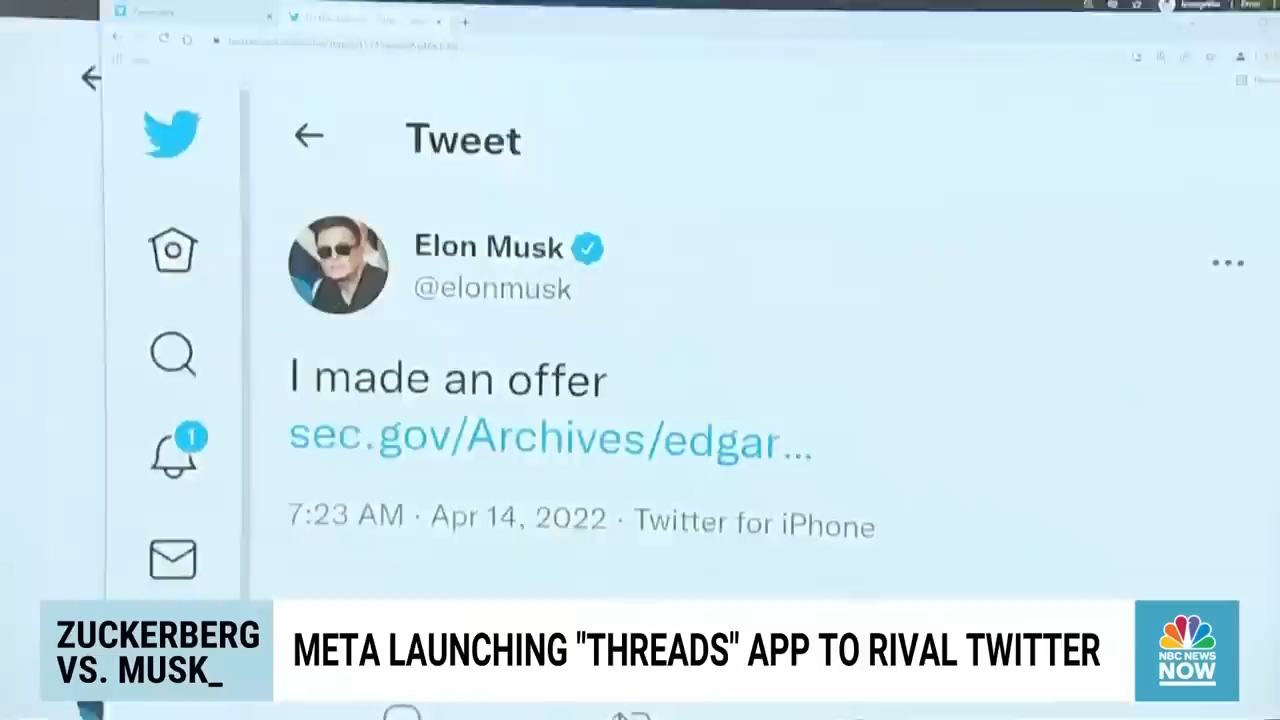 Tweet
Elon Musk
@elonmusk
I made an offer
sec.gov/Archives/edgar...
7:23 AM · Apr 14, 2022 · Twitter for iPhone
1
ZUCKERBERG
VS. MUSK_
META LAUNCHING "THREADS" APP TO RIVAL TWITTER
NBC NEWS
NOW